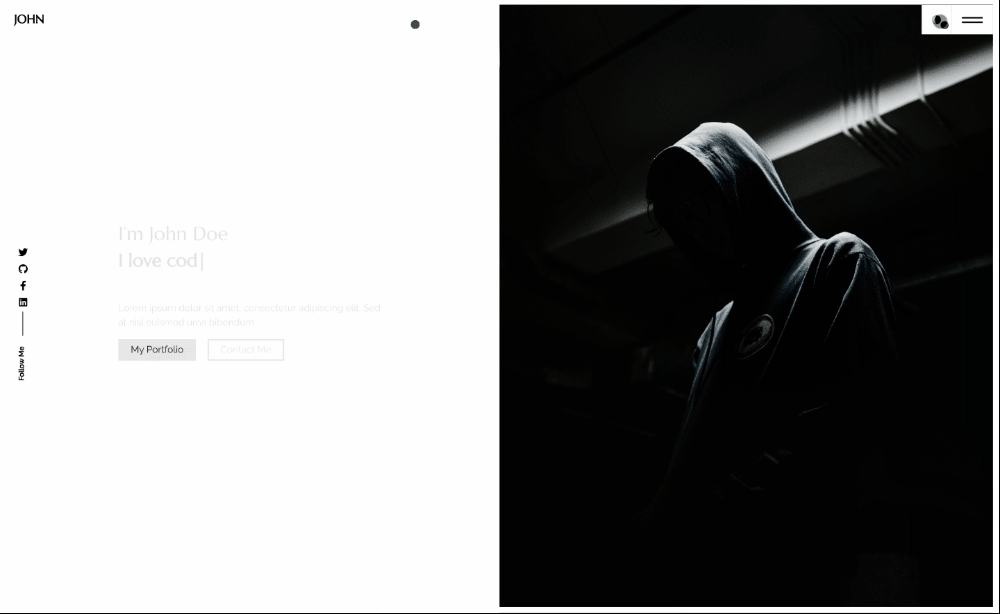 JOHN
I'm John Doe
I love cod|
Lorem ipsum dolor sit amet, consectetur adipiscing elit. Sed
at nisl euismod urna bibendum
My Portfolio
Contact Me
Follow Me